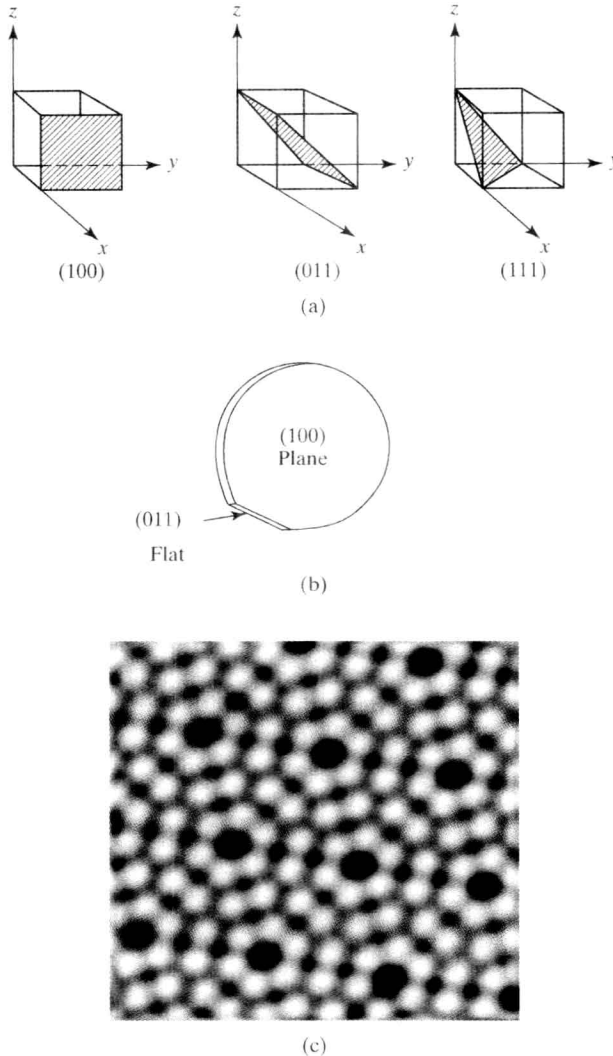 z
z
z
y
y
y
x
x
x
(100)
(011)
(111)
(a)
(100)
Plane
(011)
Flat
(b)
(c)